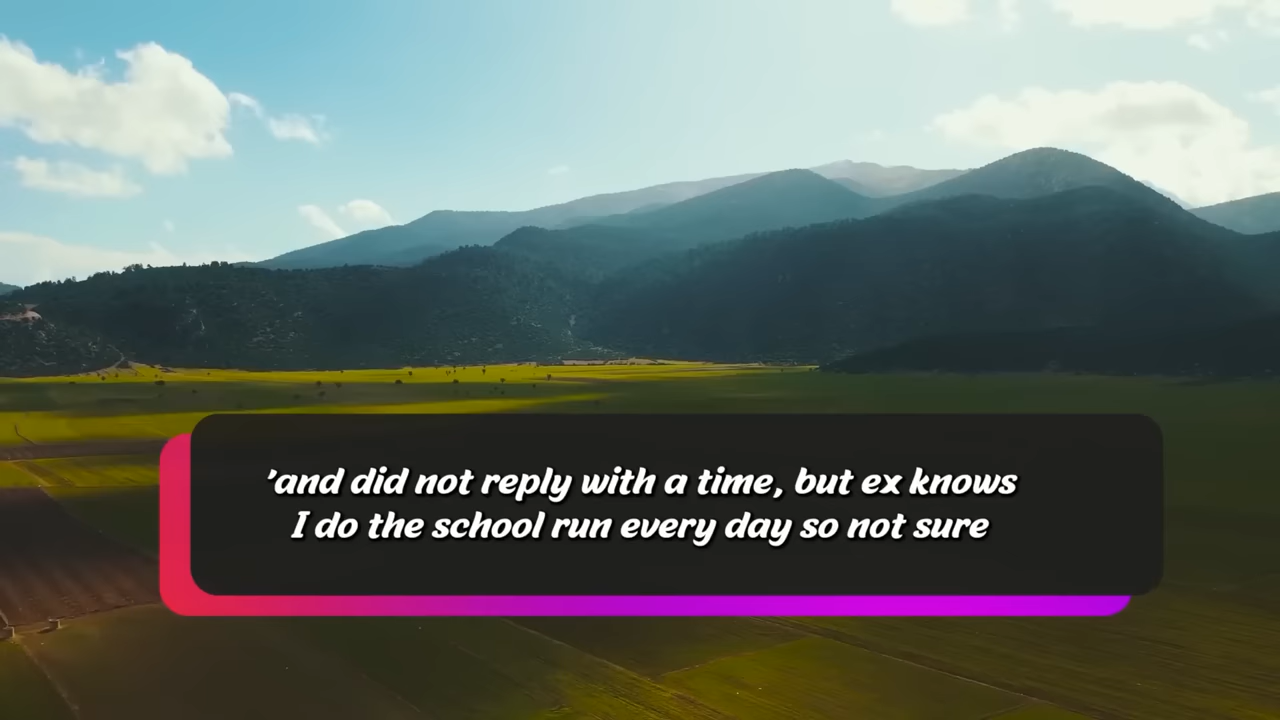 'and did not reply with a time, but ex knows
I do the school run every day so not sure